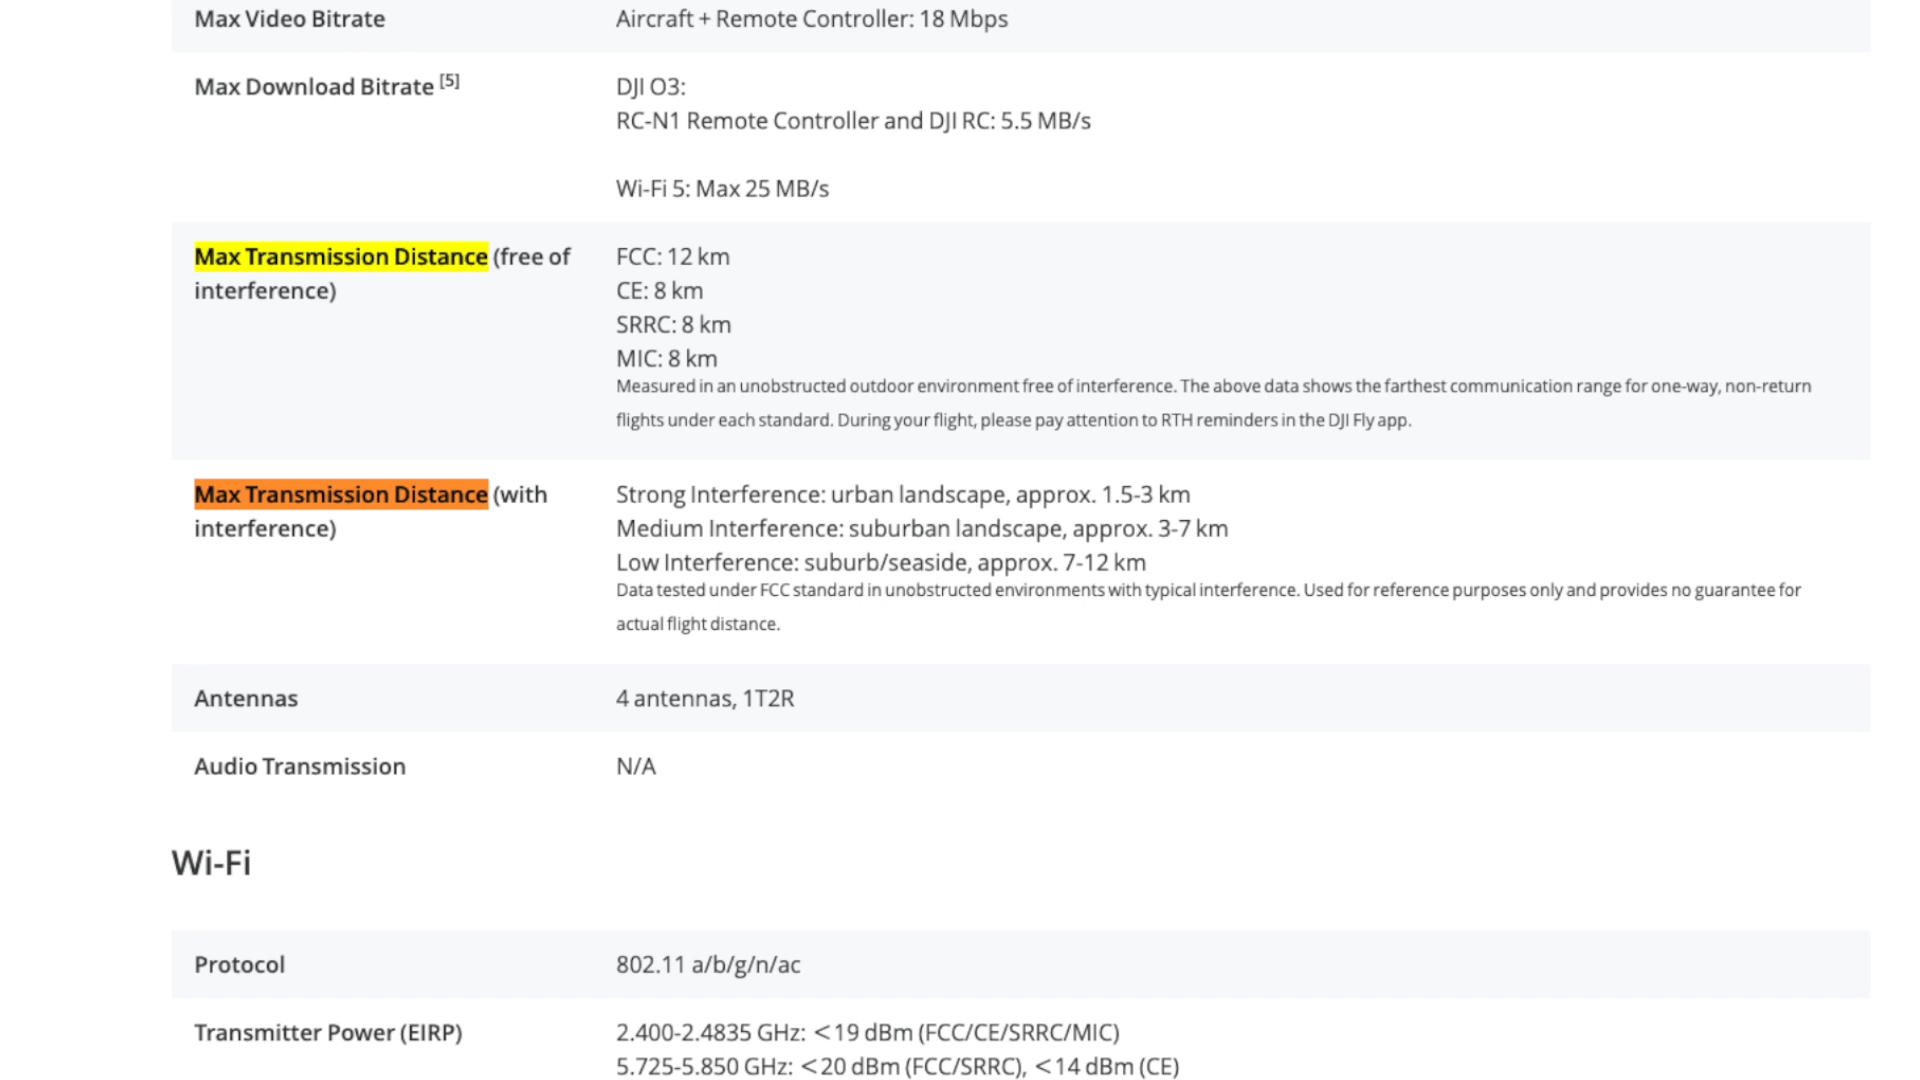 Max Video Bitrate
Aircraft + Remote Controller: 18 Mbps
Max Download Bitrate [5]
DJI O3:
RC-N1 Remote Controller and DJI RC: 5.5 MB/s
Wi-Fi 5: Max 25 MB/s
Max Transmission Distance (free of
interference)
FCC: 12 km
CE: 8 km
SRRC: 8 km
MIC: 8 km
Measured in an unobstructed outdoor environment free of interference. The above data shows the farthest communication range for one-way, non-return
flights under each standard. During your flight, please pay attention to RTH reminders in the DJI Fly app.
Max Transmission Distance (with
interference)
Strong Interference: urban landscape, approx. 1.5-3 km
Medium Interference: suburban landscape, approx. 3-7 km
Low Interference: suburb/seaside, approx. 7-12 km
Data tested under FCC standard in unobstructed environments with typical interference. Used for reference purposes only and provides no guarantee for
actual flight distance.
Antennas
4 antennas, 1T2R
Audio Transmission
N/A
Wi-Fi
Protocol
802.11 a/b/g/n/ac
Transmitter Power (EIRP)
2.400-2.4835 GHz: <19 dBm (FCC/CE/SRRC/MIC)
5.725-5.850 GHz: <20 dBm (FCC/SRRC), <14 dBm (CE)